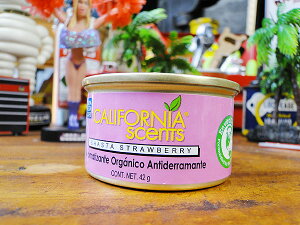 CALIFORNIA
Scents
SHASTA STRAWBERRY
Aromatizante Orgánico Antiderramante
CONT. NET. 42 g